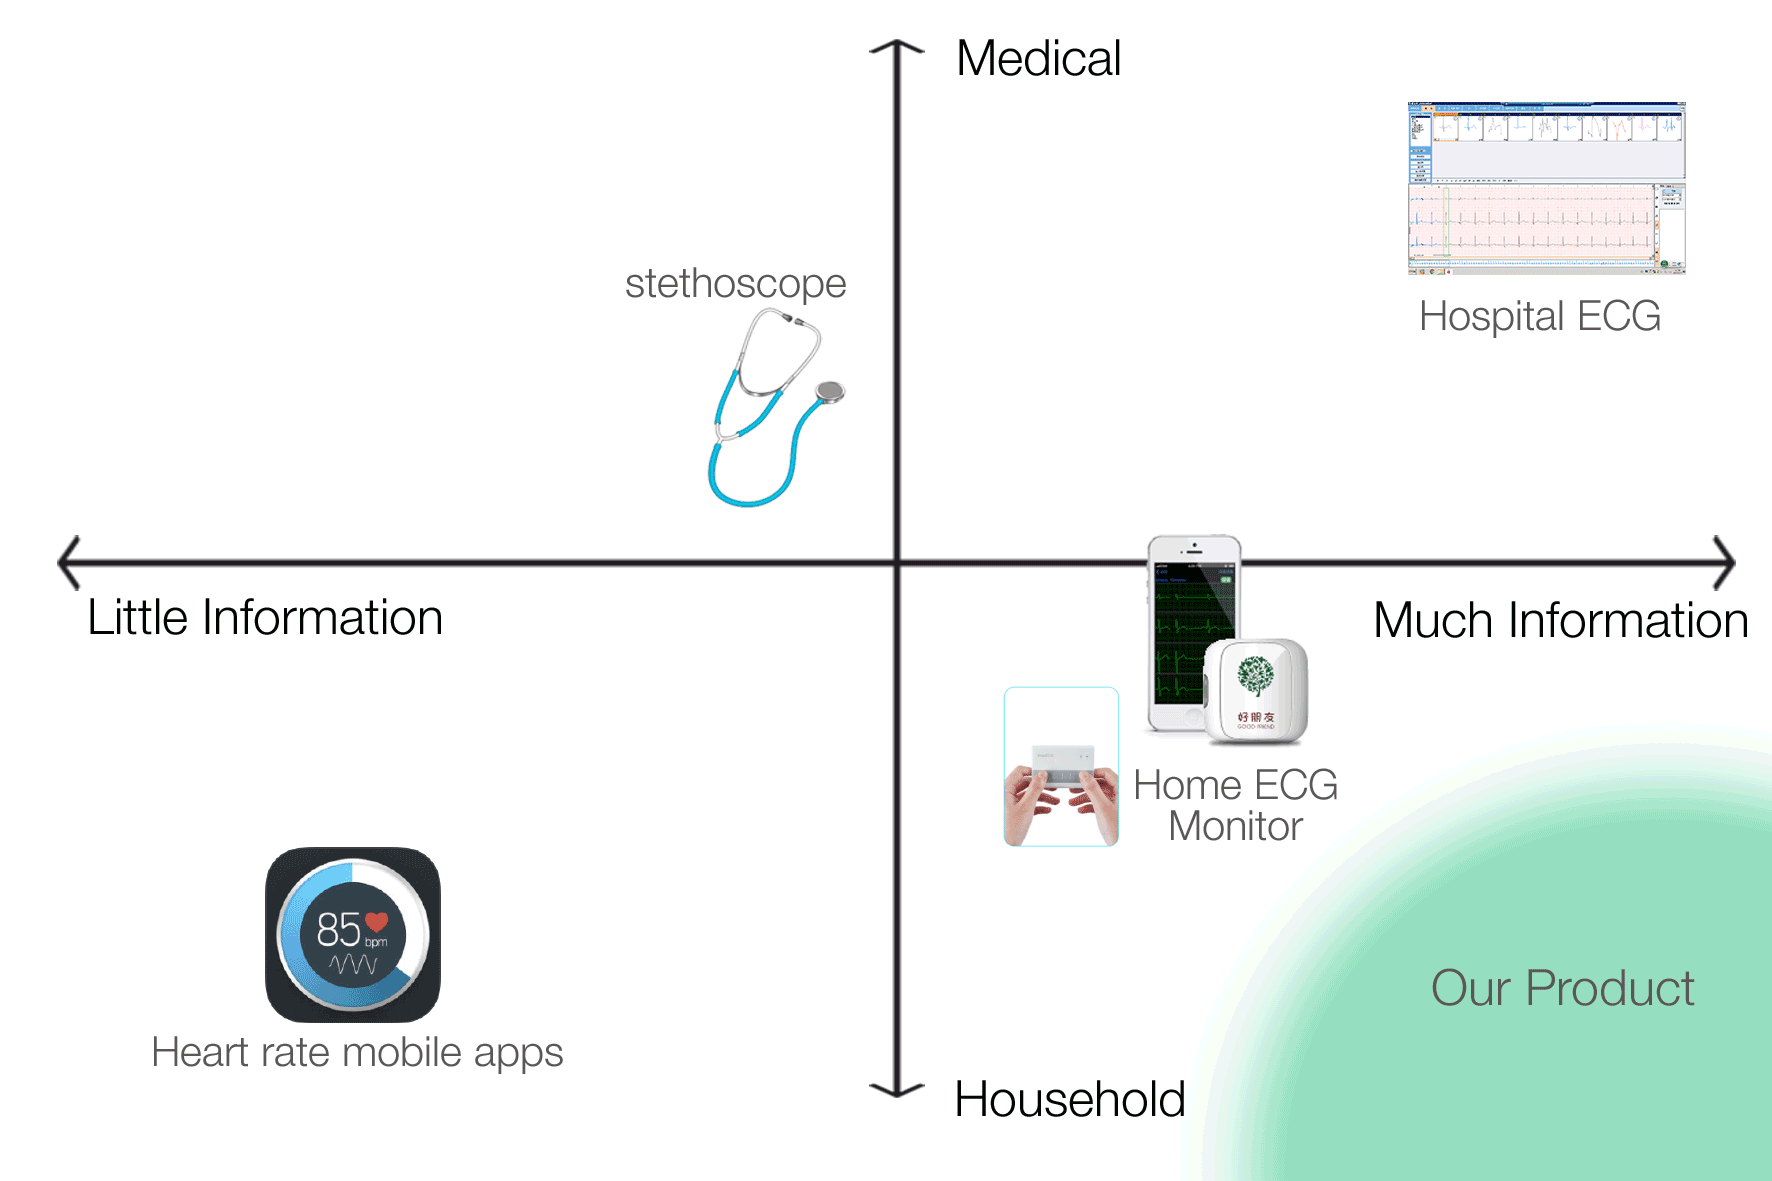 Medical
Hospital ECG
stethoscope
Little Information
Much Information
好朋友
GOOD FRIEND
Home ECG
Monitor
85
bpm
Heart rate mobile apps
Our Product
Household